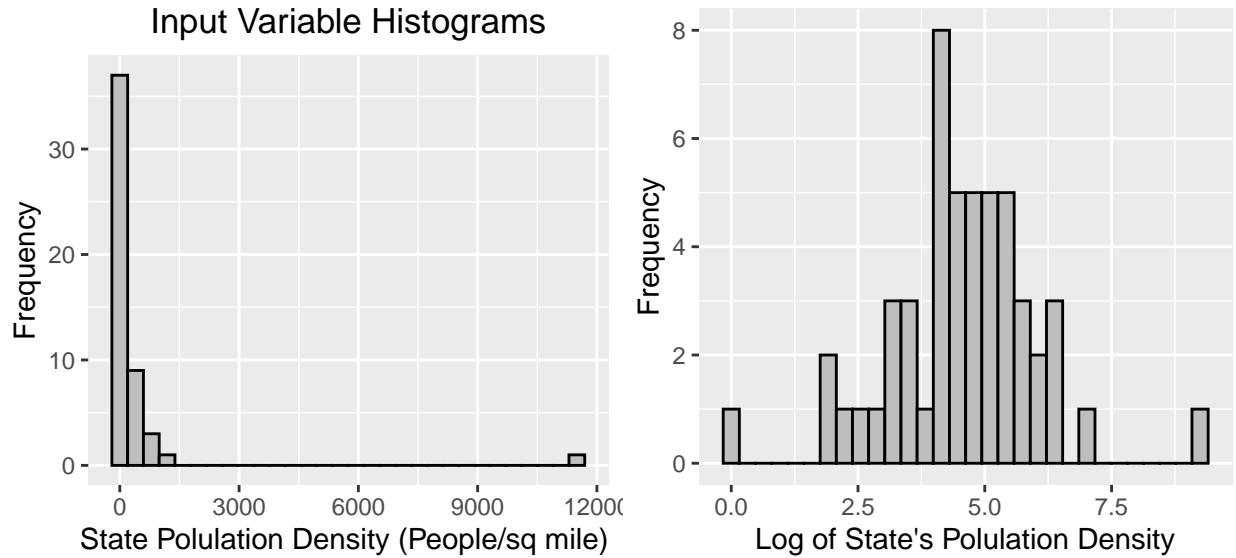 Input Variable Histograms
Frequency
30
20
10
0
0 3000 6000 9000 12000
State Polulation Density (People/sq mile)
Frequency
8
6
4
2
0
0.0 2.5 5.0 7.5
Log of State's Polulation Density